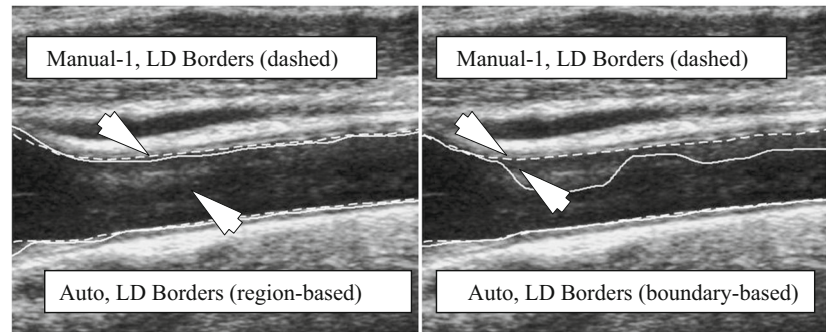 Manual-1, LD Borders (dashed)
Manual-1, LD Borders (dashed)
Auto, LD Borders (region-based)
Auto, LD Borders (boundary-based)